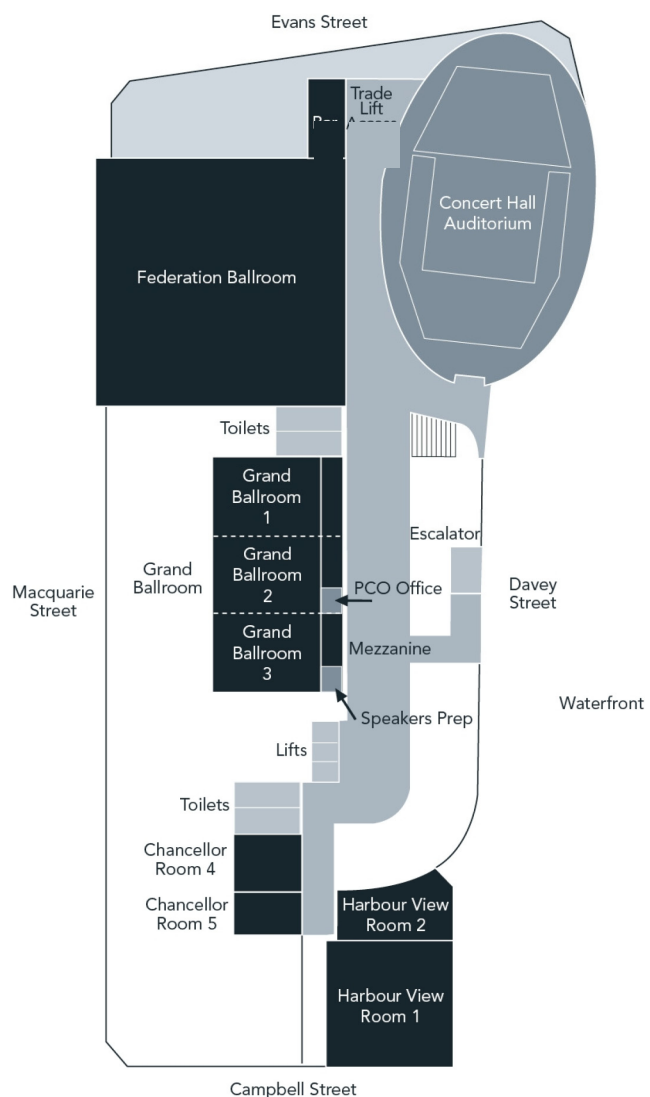 Evans Street
Trade
Lift
Concert Hall
Auditorium
Federation Ballroom
Toilets
Grand
Ballroom
1
Escalator
Grand
Ballroom
Grand
Ballroom
2
PCO Office
Macquarie
Street
Davey
Street
Grand
Ballroom
3
Mezzanine
Waterfront
Speakers Prep
Lifts
Toilets
Chancellor
Room 4
Chancellor
Room 5
Harbour View
Room 2
Harbour View
Room 1
Campbell Street